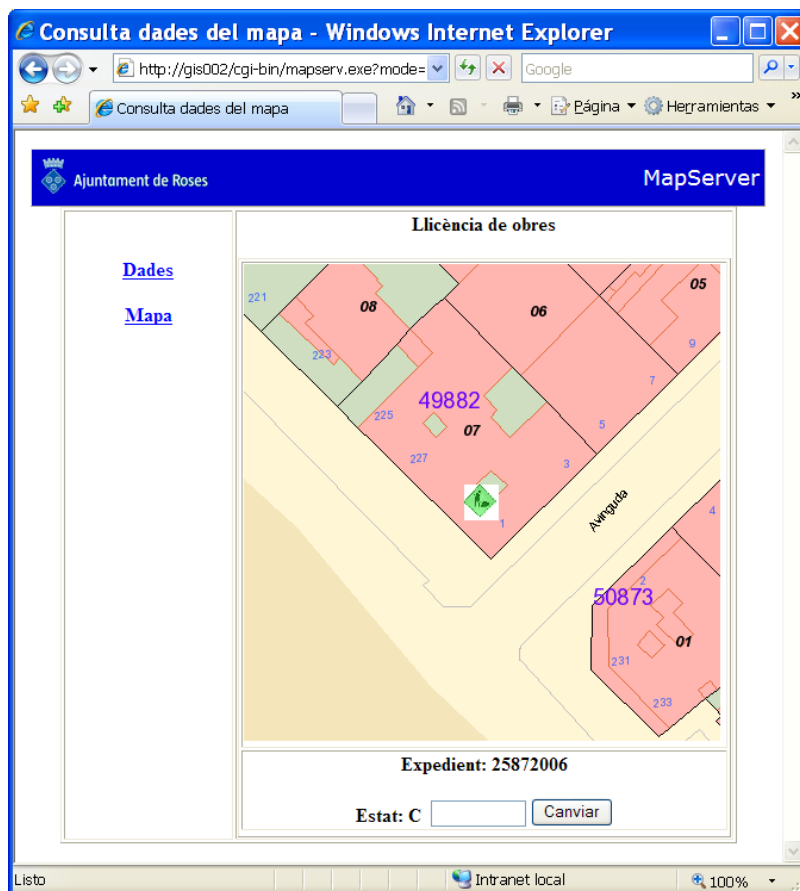 Consulta dades del mapa - Windows Internet Explorer
http://gis002/cgi-bin/mapserv.exe?mode=
Google
Consulta dades del mapa
Página
Herramientas
»
Ajuntament de Roses
MapServer
Llicència de obres
Dades
Mapa
221
08
06
05
223
9
7
49882
225
07
5
227
3
1
Avinguda
4
2
50873
01
231
233
Expedient: 25872006
Estat: C
Canviar
Listo
Intranet local
100%